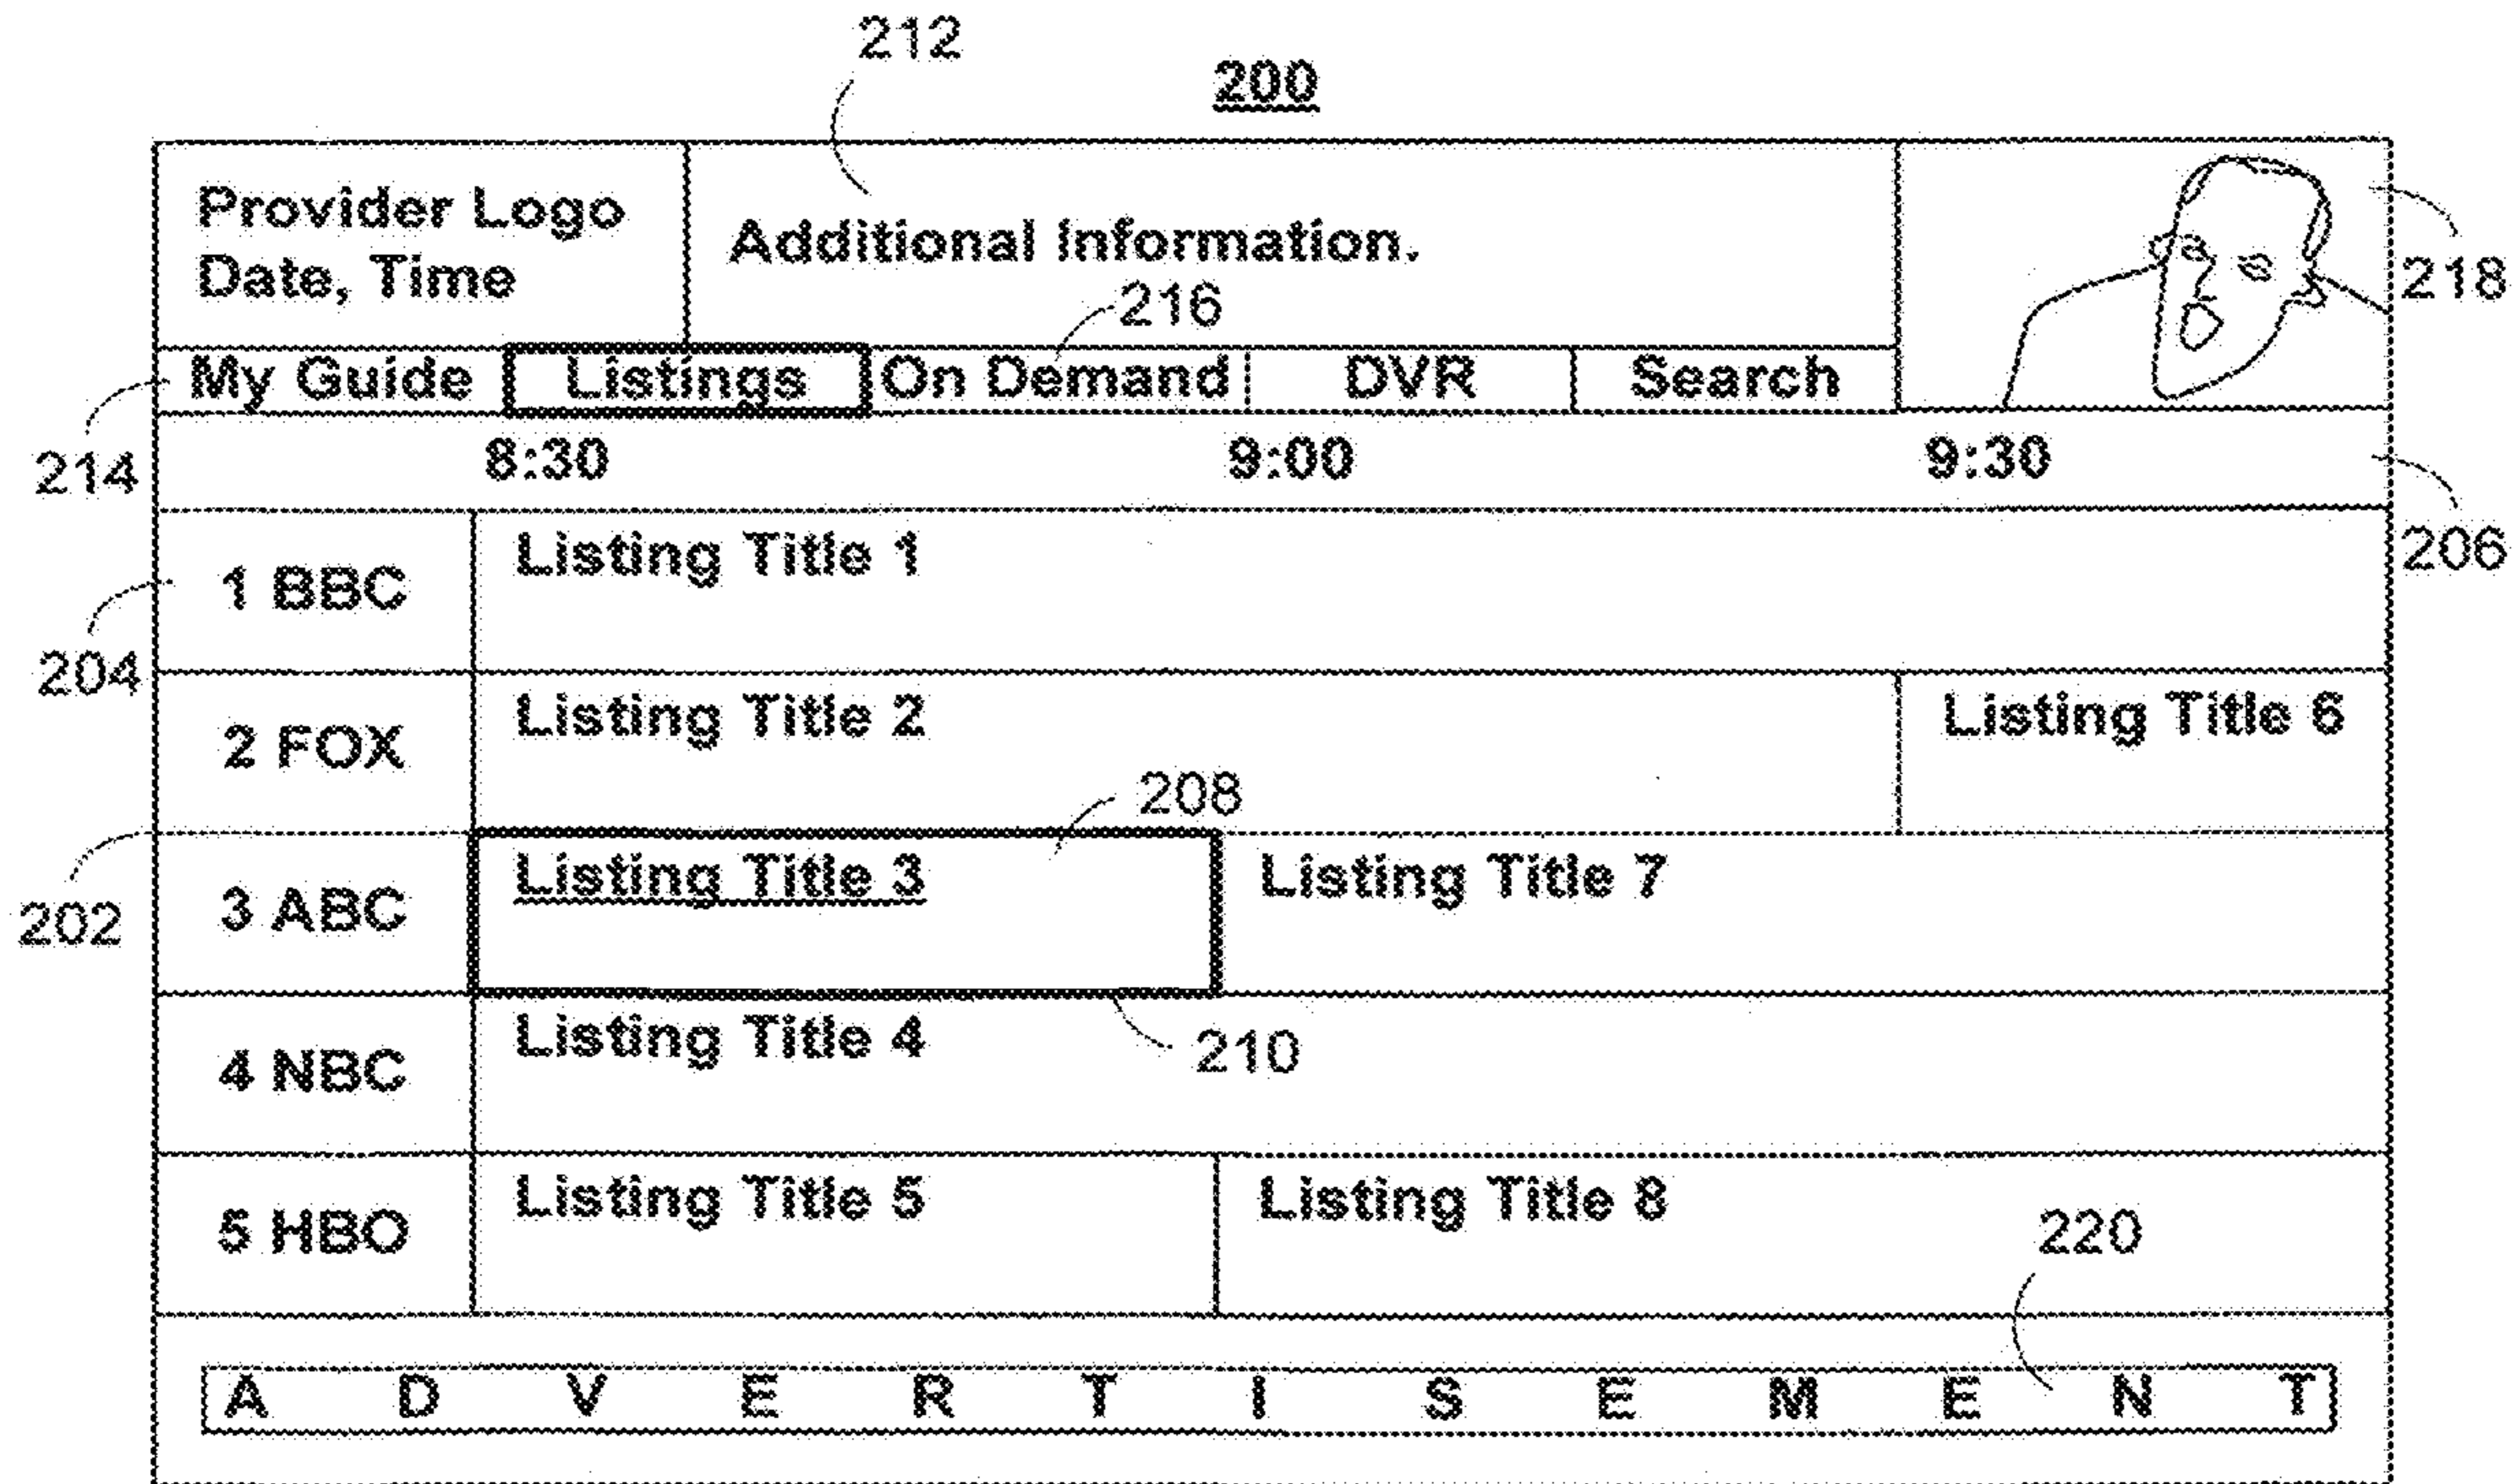 212
200
Provider Logo
Date, Time
Additional Information.
216
218
My Guide Listings On Demand DVR Search
214
8:30 9:00 9:30
206
1 BBC Listing Title 1
204
2 FOX Listing Title 2 Listing Title 6
208
202
3 ABC Listing Title 3 Listing Title 7
210
4 NBC Listing Title 4
5 HBO Listing Title 5 Listing Title 8
220
A D V E R T I S E M E N T